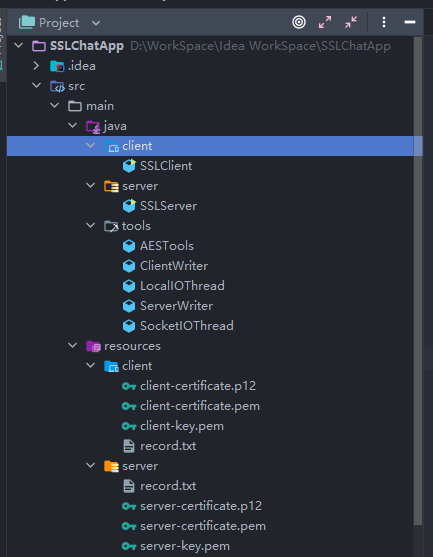 Project
SSLChatApp D:\WorkSpace\Idea WorkSpace\SSLChatApp
.idea
src
main
java
client
SSLClient
server
SSLServer
tools
AESTools
ClientWriter
LocalIOThread
ServerWriter
SocketIOThread
resources
client
client-certificate.p12
client-certificate.pem
client-key.pem
record.txt
server
record.txt
server-certificate.p12
server-certificate.pem
server-key.pem